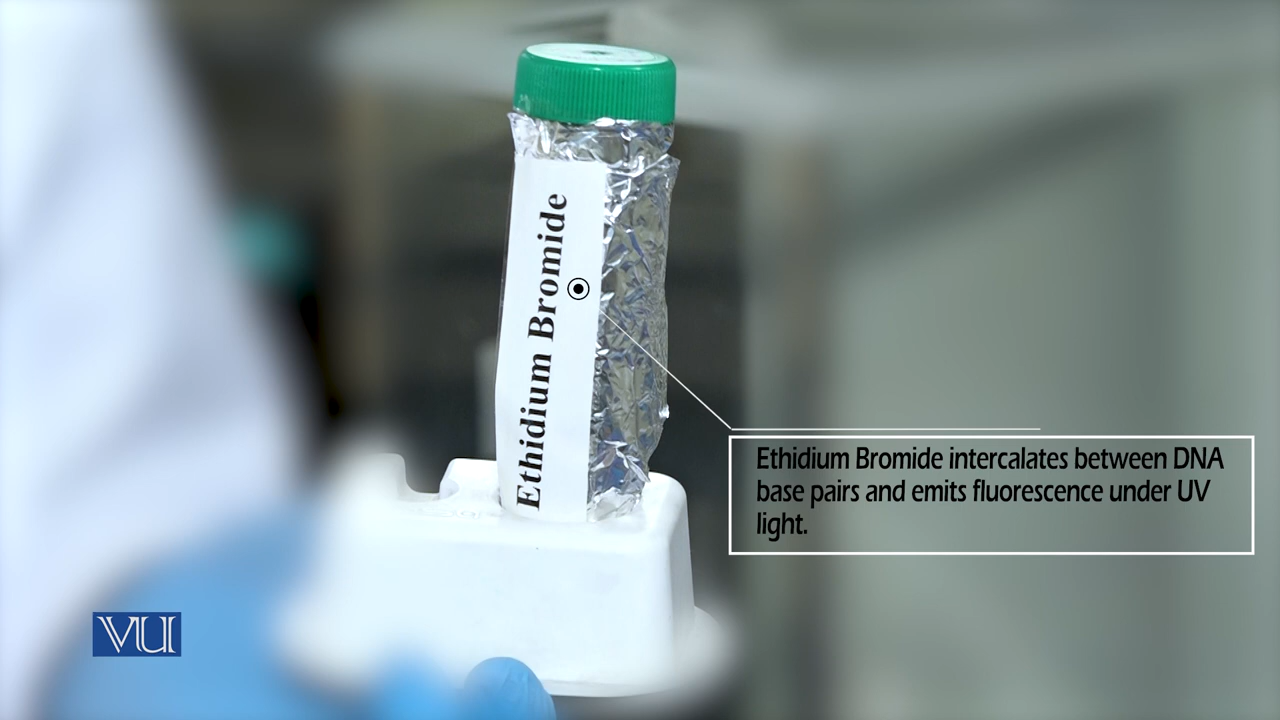 Ethidium Bromide
Ethidium Bromide intercalates between DNA
base pairs and emits fluorescence under UV
light.
VU